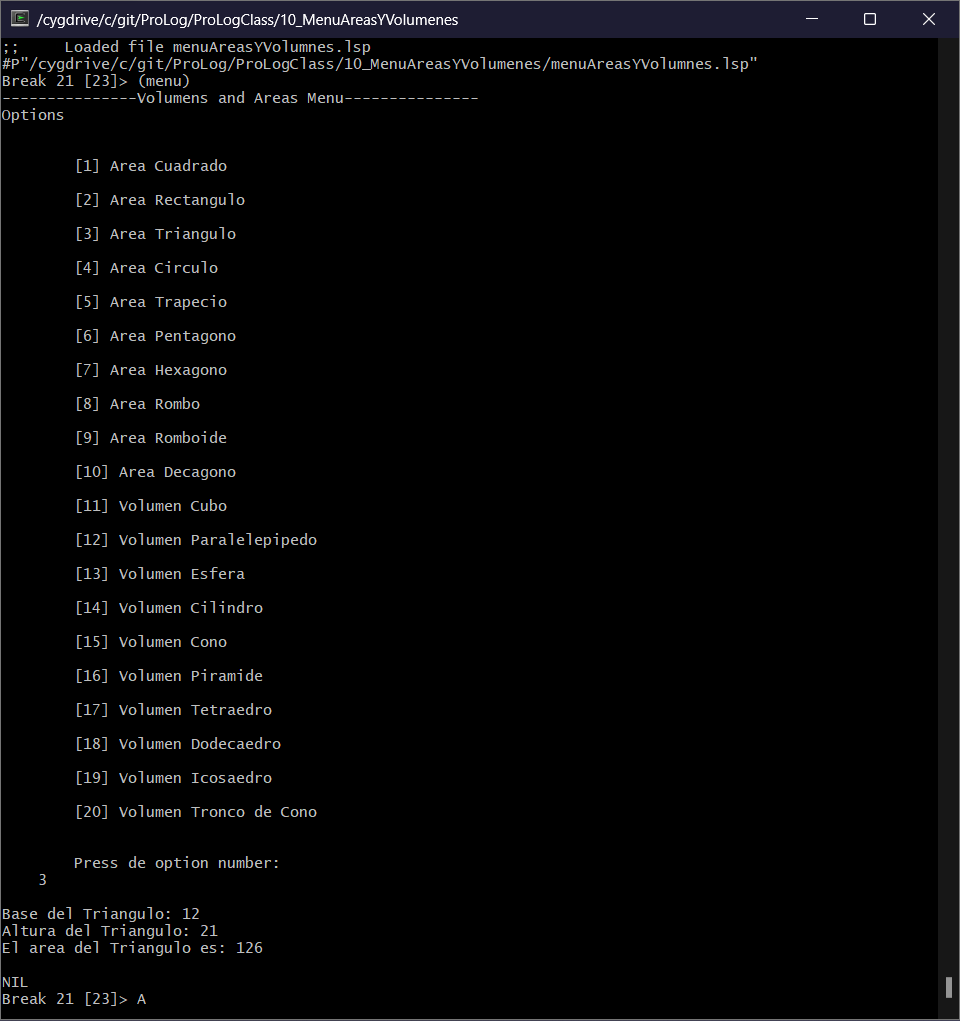 /cygdrive/c/git/ProLog/ProLogClass/10_MenuAreasYVolumenes
;;     Loaded file menuAreasYVolumnes.lsp
#P"/cygdrive/c/git/ProLog/ProLogClass/10_MenuAreasYVolumenes/menuAreasYVolumnes.lsp"
Break 21 [23]> (menu)
---------------Volumens and Areas Menu---------------
Options
[1] Area Cuadrado
[2] Area Rectangulo
[3] Area Triangulo
[4] Area Circulo
[5] Area Trapecio
[6] Area Pentagono
[7] Area Hexagono
[8] Area Rombo
[9] Area Romboide
[10] Area Decagono
[11] Volumen Cubo
[12] Volumen Paralelepipedo
[13] Volumen Esfera
[14] Volumen Cilindro
[15] Volumen Cono
[16] Volumen Piramide
[17] Volumen Tetraedro
[18] Volumen Dodecaedro
[19] Volumen Icosaedro
[20] Volumen Tronco de Cono
Press de option number:
3
Base del Triangulo: 12
Altura del Triangulo: 21
El area del Triangulo es: 126
NIL
Break 21 [23]> A